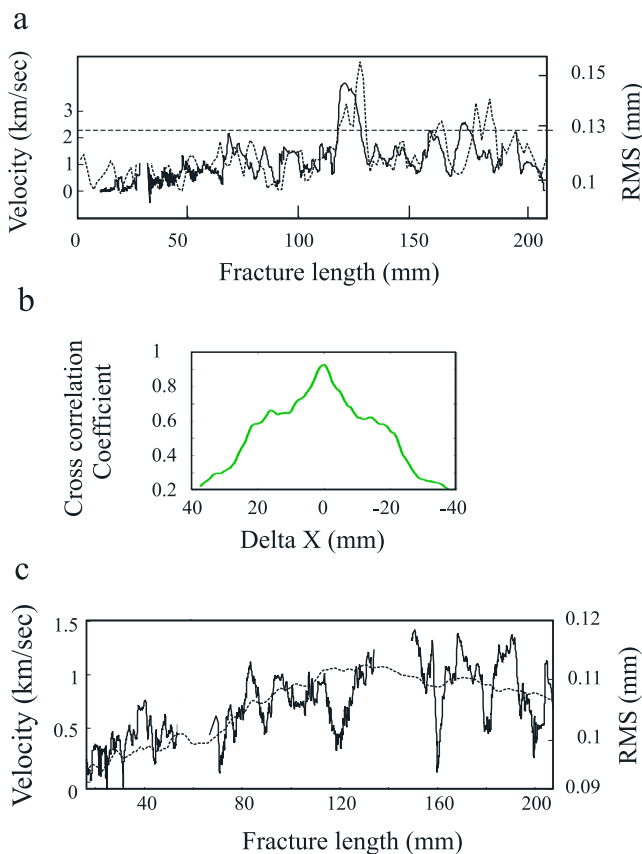 a
Velocity (km/sec)
3
2
1
0
0.15
0.13
0.1
RMS (mm)
0 50 100 150 200
Fracture length (mm)
b
Cross correlation
Coefficient
1
0.8
0.6
0.4
0.2
40 20 0 -20 -40
Delta X (mm)
c
Velocity (km/sec)
1.5
1
0.5
0
0.12
0.11
0.1
0.09
RMS (mm)
40 80 120 160 200
Fracture length (mm)